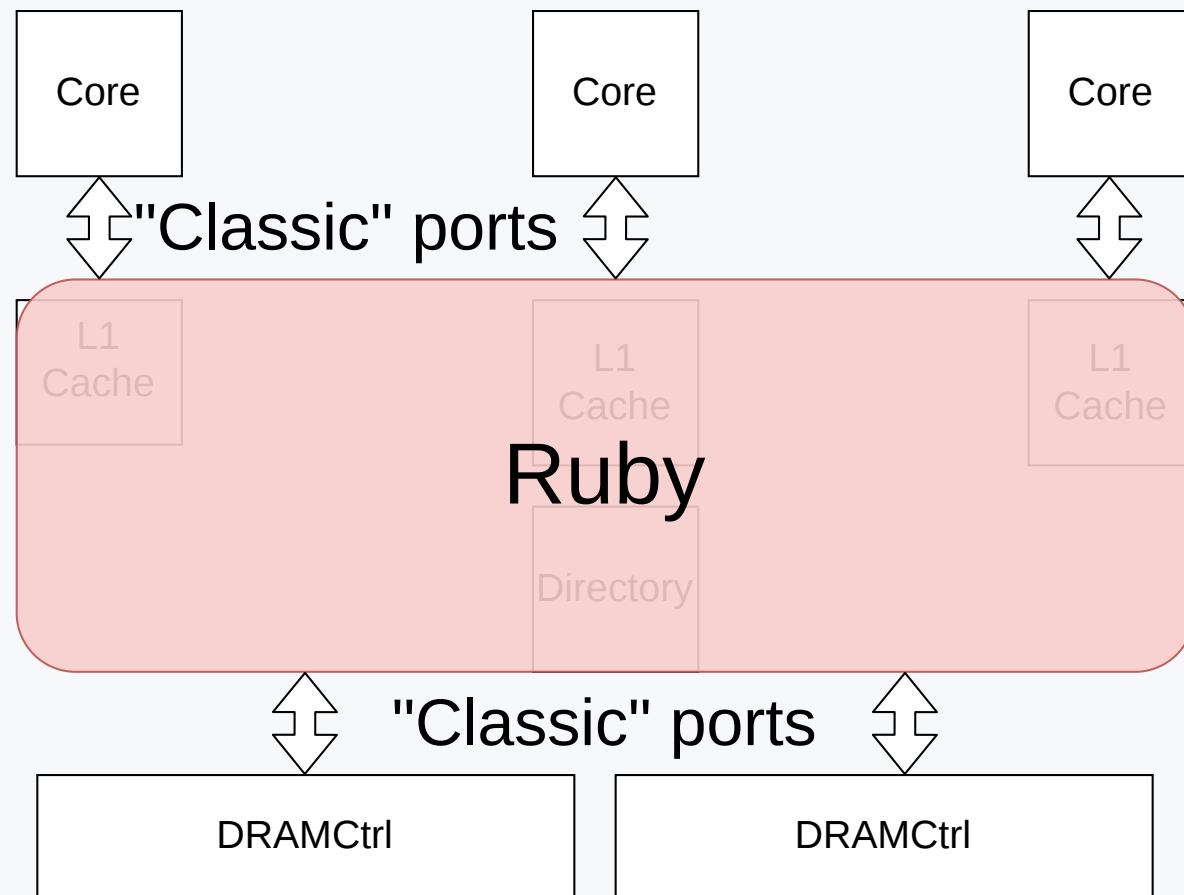 Core
Core
Core
"Classic" ports
L1
Cache
L1
Cache
L1
Cache
Ruby
Directory
"Classic" ports
DRAMCtrl
DRAMCtrl